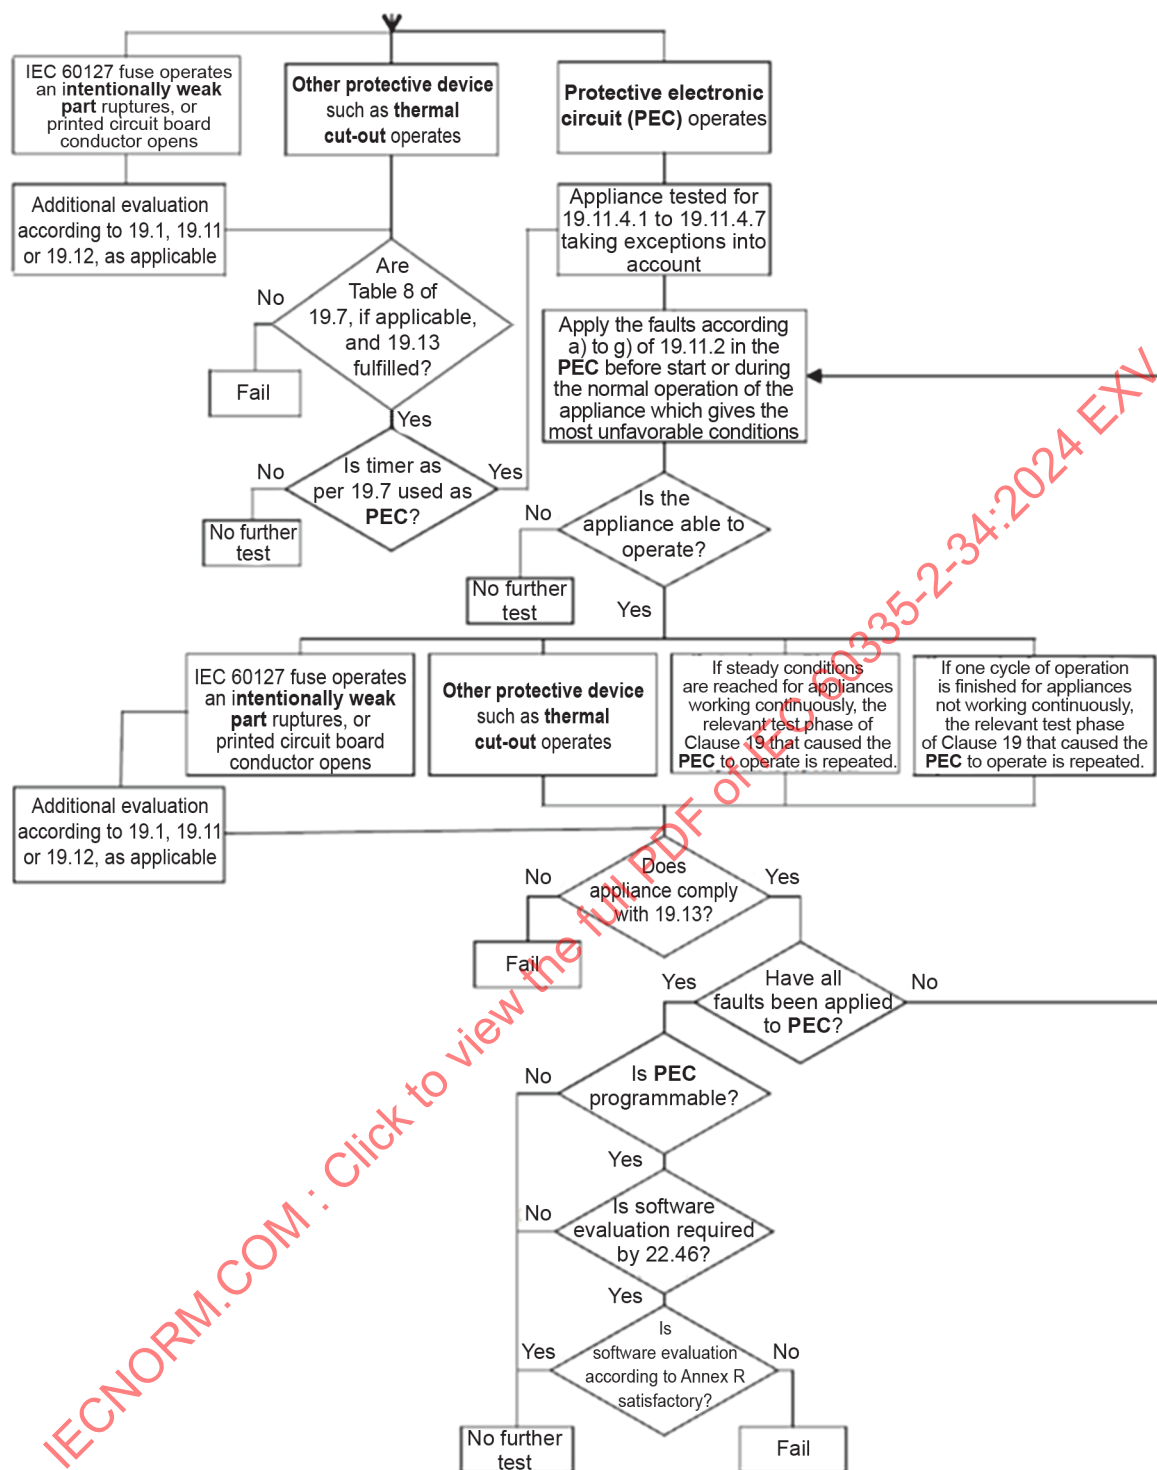 IEC 60127 fuse operates
an intentionally weak
part ruptures, or
printed circuit board
conductor opens
Other protective device
such as thermal
cut-out operates
Protective electronic
circuit (PEC) operates
Additional evaluation
according to 19.1, 19.11
or 19.12, as applicable
Appliance tested for
19.11.4.1 to 19.11.4.7
taking exceptions into
account
Are
Table 8 of
19.7, if applicable,
and 19.13
fulfilled?
No
Fail
Yes
Apply the faults according
a) to g) of 19.11.2 in the
PEC before start or during
the normal operation of the
appliance which gives the
most unfavorable conditions
Is timer as
per 19.7 used as
PEC?
No
Yes
No further
test
Is the
appliance able to
operate?
No
No further
test
Yes
IEC 60127 fuse operates
an intentionally weak
part ruptures, or
printed circuit board
conductor opens
Other protective device
such as thermal
cut-out operates
If steady conditions
are reached for appliances
working continuously, the
relevant test phase of
Clause 19 that caused the
PEC to operate is repeated.
If one cycle of operation
is finished for appliances
not working continuously,
the relevant test phase
of Clause 19 that caused the
PEC to operate is repeated.
Additional evaluation
according to 19.1, 19.11
or 19.12, as applicable
Does
appliance comply
with 19.13?
No
Yes
Fail
Have all
faults been applied
to PEC?
Yes
No
Is PEC
programmable?
No
Yes
Is software
evaluation required
by 22.46?
No
Yes
Is
software evaluation
according to Annex R
satisfactory?
Yes
No
No further
test
Fail
IECNORM.COM : Click to view the full PDF of IEC 60335-2-34:2024 EXV